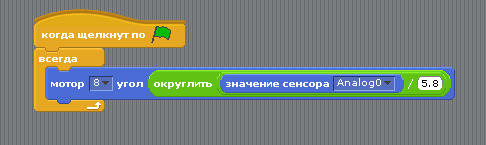 когда щелкнут по
всегда
мотор 8 угол округлить значение сенсора Analog0 / 5.8